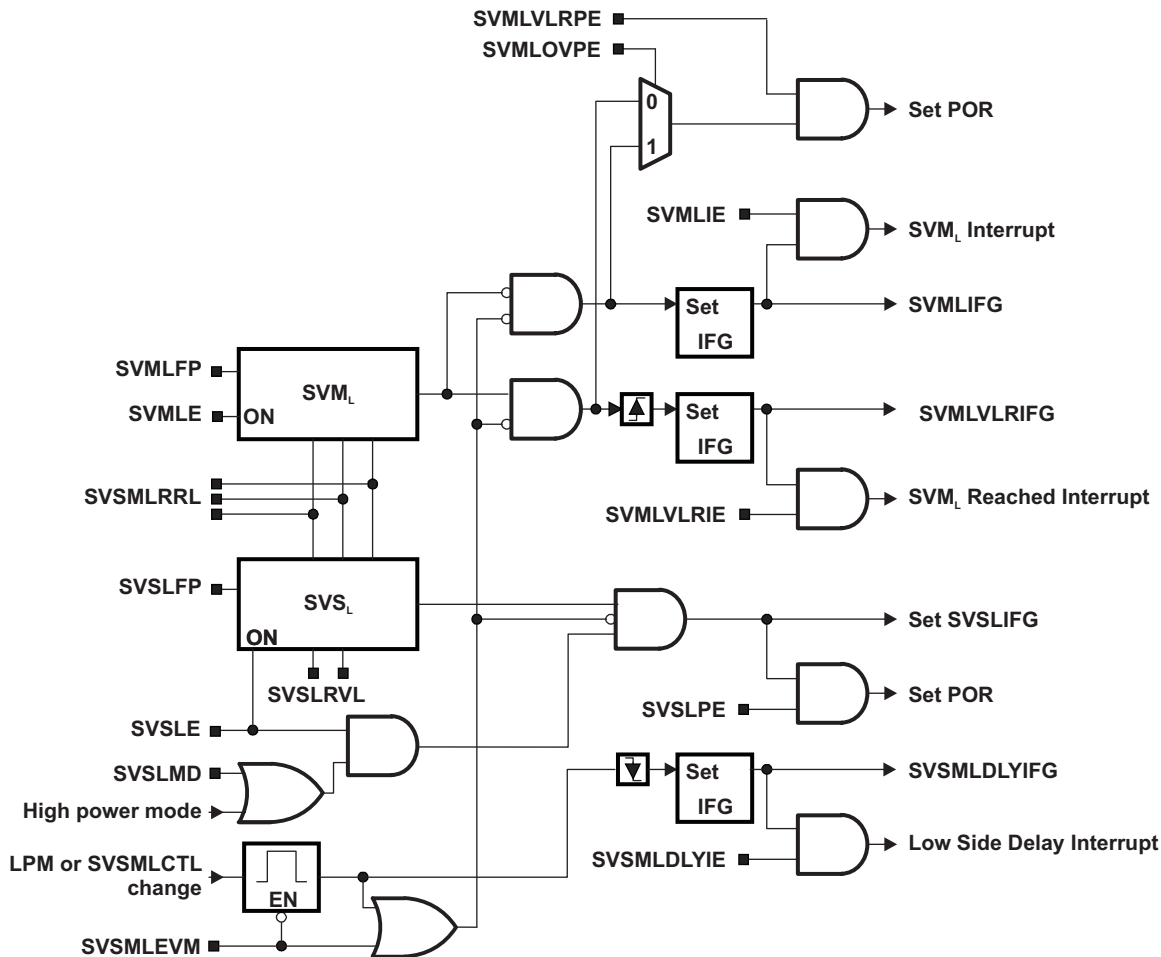 SVMLVLRPE
SVMLOVPE
0
1
Set POR
SVMLIE
SVML Interrupt
Set
IFG
SVMLIFG
SVMLFP
SVML
SVMLE
ON
Set
IFG
SVMLVLRIFG
SVSMLRRL
SVMLVLRIE
SVML Reached Interrupt
SVSLFP
SVSL
ON
Set SVSLIFG
SVSLRVL
SVSLPE
Set POR
SVSLE
SVSLMD
High power mode
Set
IFG
SVSMLDLYIFG
SVSMLDLYIE
Low Side Delay Interrupt
LPM or SVSMLCTL
change
EN
SVSMLEVM